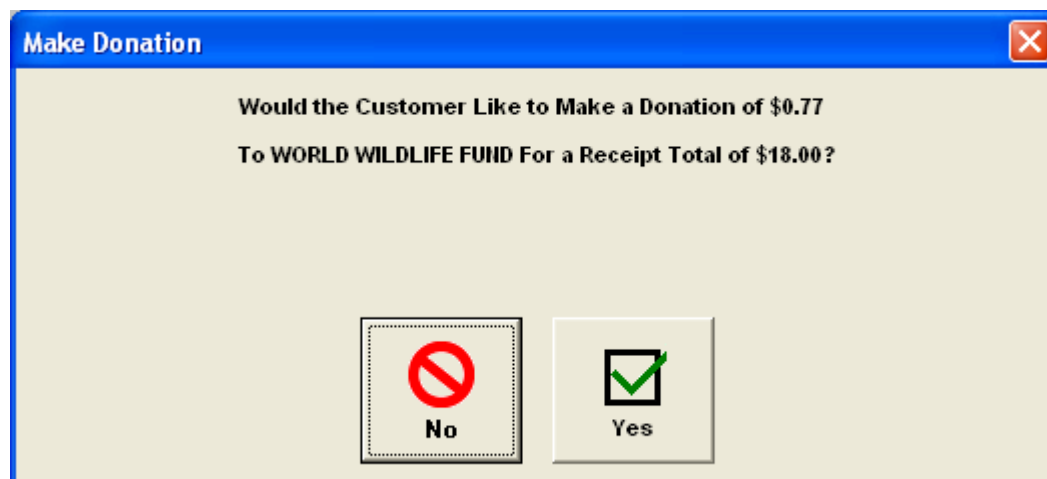 Make Donation
Would the Customer Like to Make a Donation of $0.77
To WORLD WILDLIFE FUND For a Receipt Total of $18.00?
No
Yes